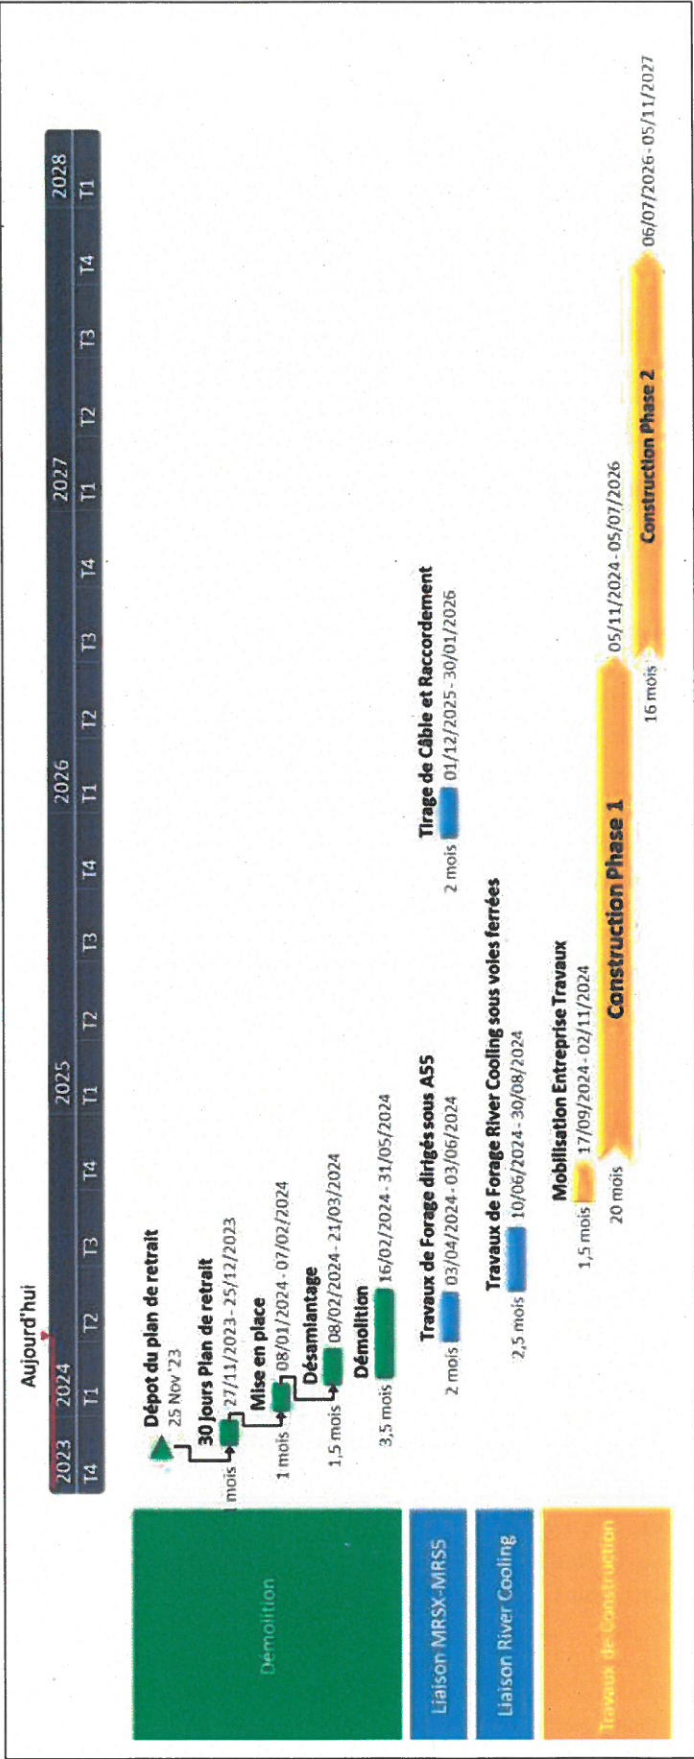 Aujourd'hui
2023 2024 2025 2026 2027 2028
T4 T1 T2 T3 T4 T1 T2 T3 T4 T1 T2 T3 T4 T1 T2 T3 T4 T1
Démolition
Dépot du plan de retrait
25 Nov '23
30 jours Plan de retrait
1 mois 27/11/2023 - 25/12/2023
Mise en place
1 mois 08/01/2024 - 07/02/2024
Désamiantage
1,5 mois 08/02/2024 - 21/03/2024
Démolition
3,5 mois 16/02/2024 - 31/05/2024
Liaison MRSX-MRS5
Travaux de Forage dirigés sous A55
2 mois 03/04/2024 - 03/06/2024
Tirage de Câble et Raccordement
2 mois 01/12/2025 - 30/01/2026
Liaison River Cooling
Travaux de Forage River Cooling sous voies ferrées
2,5 mois 10/06/2024 - 30/08/2024
Travaux de Construction
Mobilisation Entreprise Travaux
1,5 mois 17/09/2024 - 02/11/2024
20 mois Construction Phase 1 05/11/2024 - 05/07/2026
16 mois Construction Phase 2 06/07/2026 - 05/11/2027